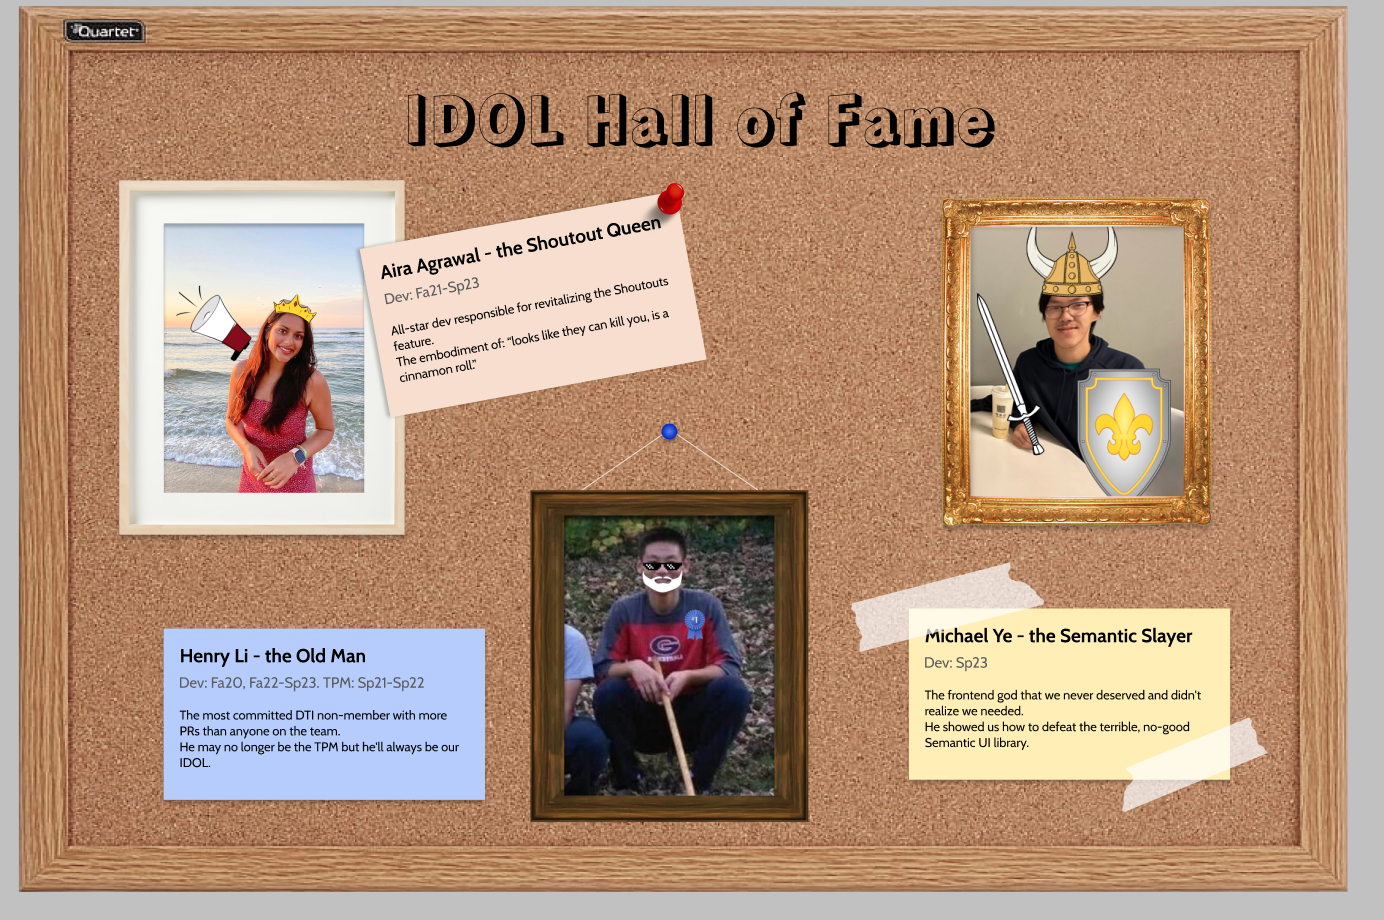 Quartet
IDOL Hall of Fame
Aira Agrawal - the Shoutout Queen
Dev: Fa21-Sp23
All-star dev responsible for revitalizing the Shoutouts
feature.
The embodiment of: “looks like they can kill you, is a
cinnamon roll.”
Henry Li - the Old Man
Dev: Fa20, Fa22-Sp23. TPM: Sp21-Sp22
The most committed DTI non-member with more
PRs than anyone on the team.
He may no longer be the TPM but he'll always be our
IDOL.
#1
G
BASKETBALL
Michael Ye - the Semantic Slayer
Dev: Sp23
The frontend god that we never deserved and didn't
realize we needed.
He showed us how to defeat the terrible, no-good
Semantic UI library.